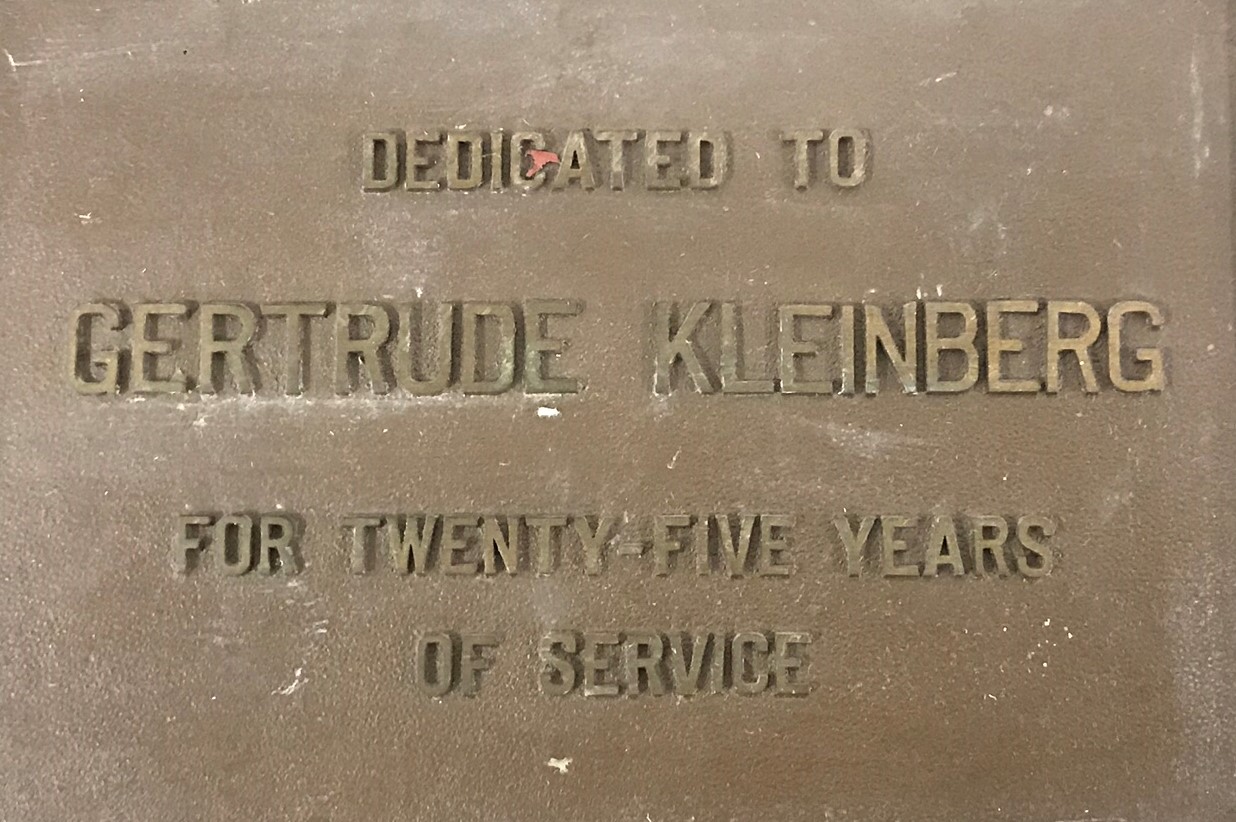 DEDICATED TO
GERTRUDE KLEINBERG
FOR TWENTY-FIVE YEARS
OF SERVICE